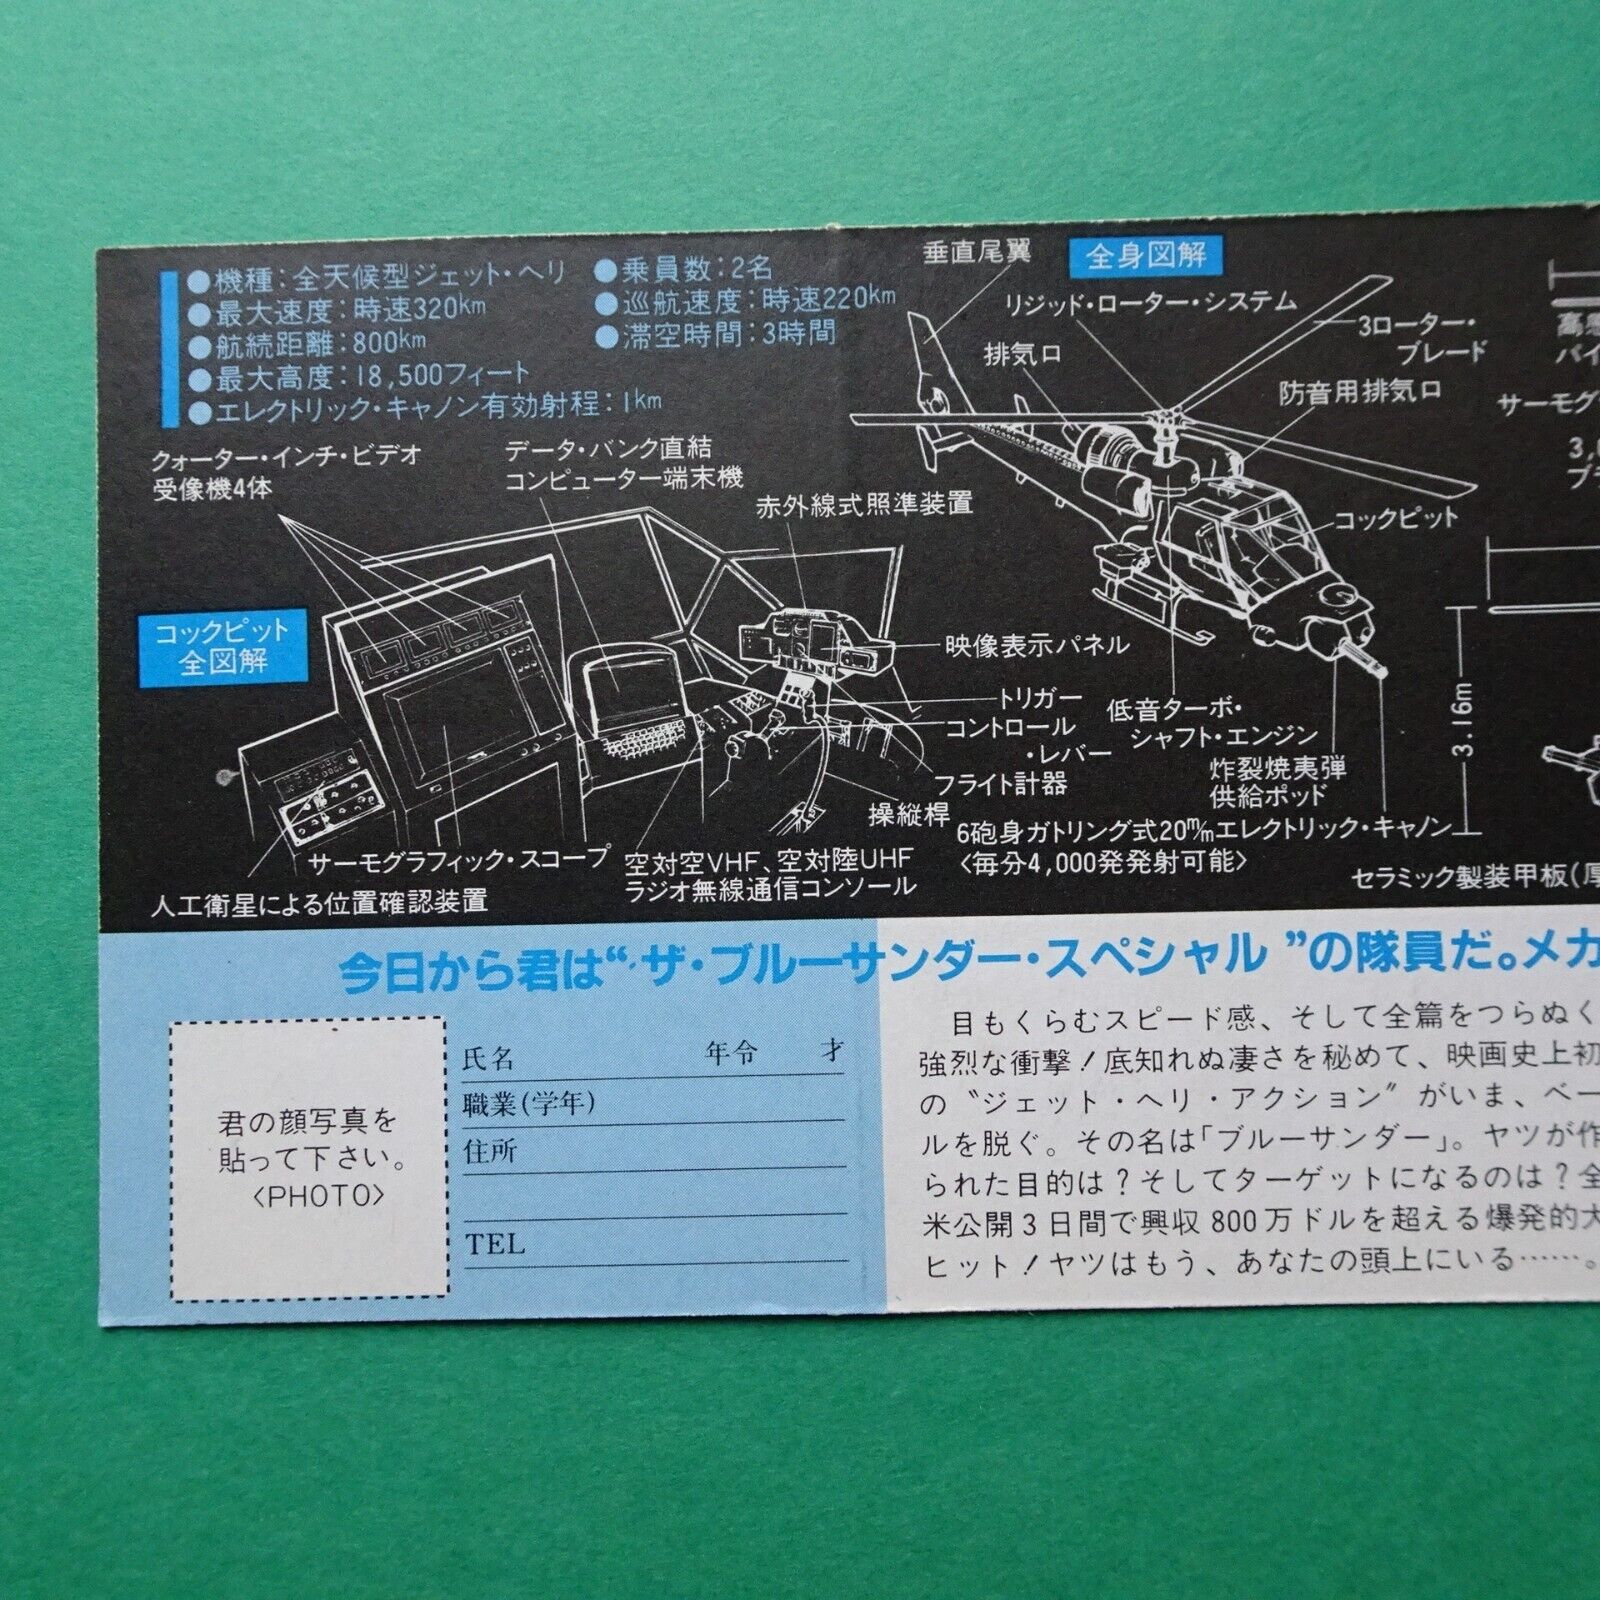 ●機種：全天候型ジェット・ヘリ
●最大速度：時速320km
●航続距離：800km
●最大高度：18,500フィート
●エレクトリック・キャノン有効射程：1km
●乗員数：2名
●巡航速度：時速220km
●滞空時間：3時間
クォーター・インチ・ビデオ
受像機4体
データ・バンク直結
コンピューター端末機
赤外線式照準装置
コックピット
全図解
映像表示パネル
トリガー
コントロール
・レバー
フライト計器
操縦桿
サーモグラフィック・スコープ
人工衛星による位置確認装置
空対空VHF、空対陸UHF
ラジオ無線通信コンソール
垂直尾翼
全身図解
リジッド・ローター・システム
3ローター・
ブレード
排気口
防音用排気口
コックピット
低音ターボ・
シャフト・エンジン
炸裂焼夷弾
供給ポッド
6砲身ガトリング式20m/mエレクトリック・キャノン
〈毎分4,000発発射可能〉
高感
バイ
サーモグ
3,
ブラ
3.16m
セラミック製装甲板(厚
今日から君は“ザ・ブルーサンダー・スペシャル”の隊員だ。メカ
君の顔写真を
貼って下さい。
〈PHOTO〉
氏名 年令 才
職業(学年)
住所
TEL
目もくらむスピード感、そして全篇をつらぬく
強烈な衝撃！底知れぬ凄さを秘めて、映画史上初
の〝ジェット・ヘリ・アクション〟がいま、ベー
ルを脱ぐ。その名は「ブルーサンダー」。ヤツが作
られた目的は？そしてターゲットになるのは？全
米公開3日間で興収800万ドルを超える爆発的大
ヒット！ヤツはもう、あなたの頭上にいる……。